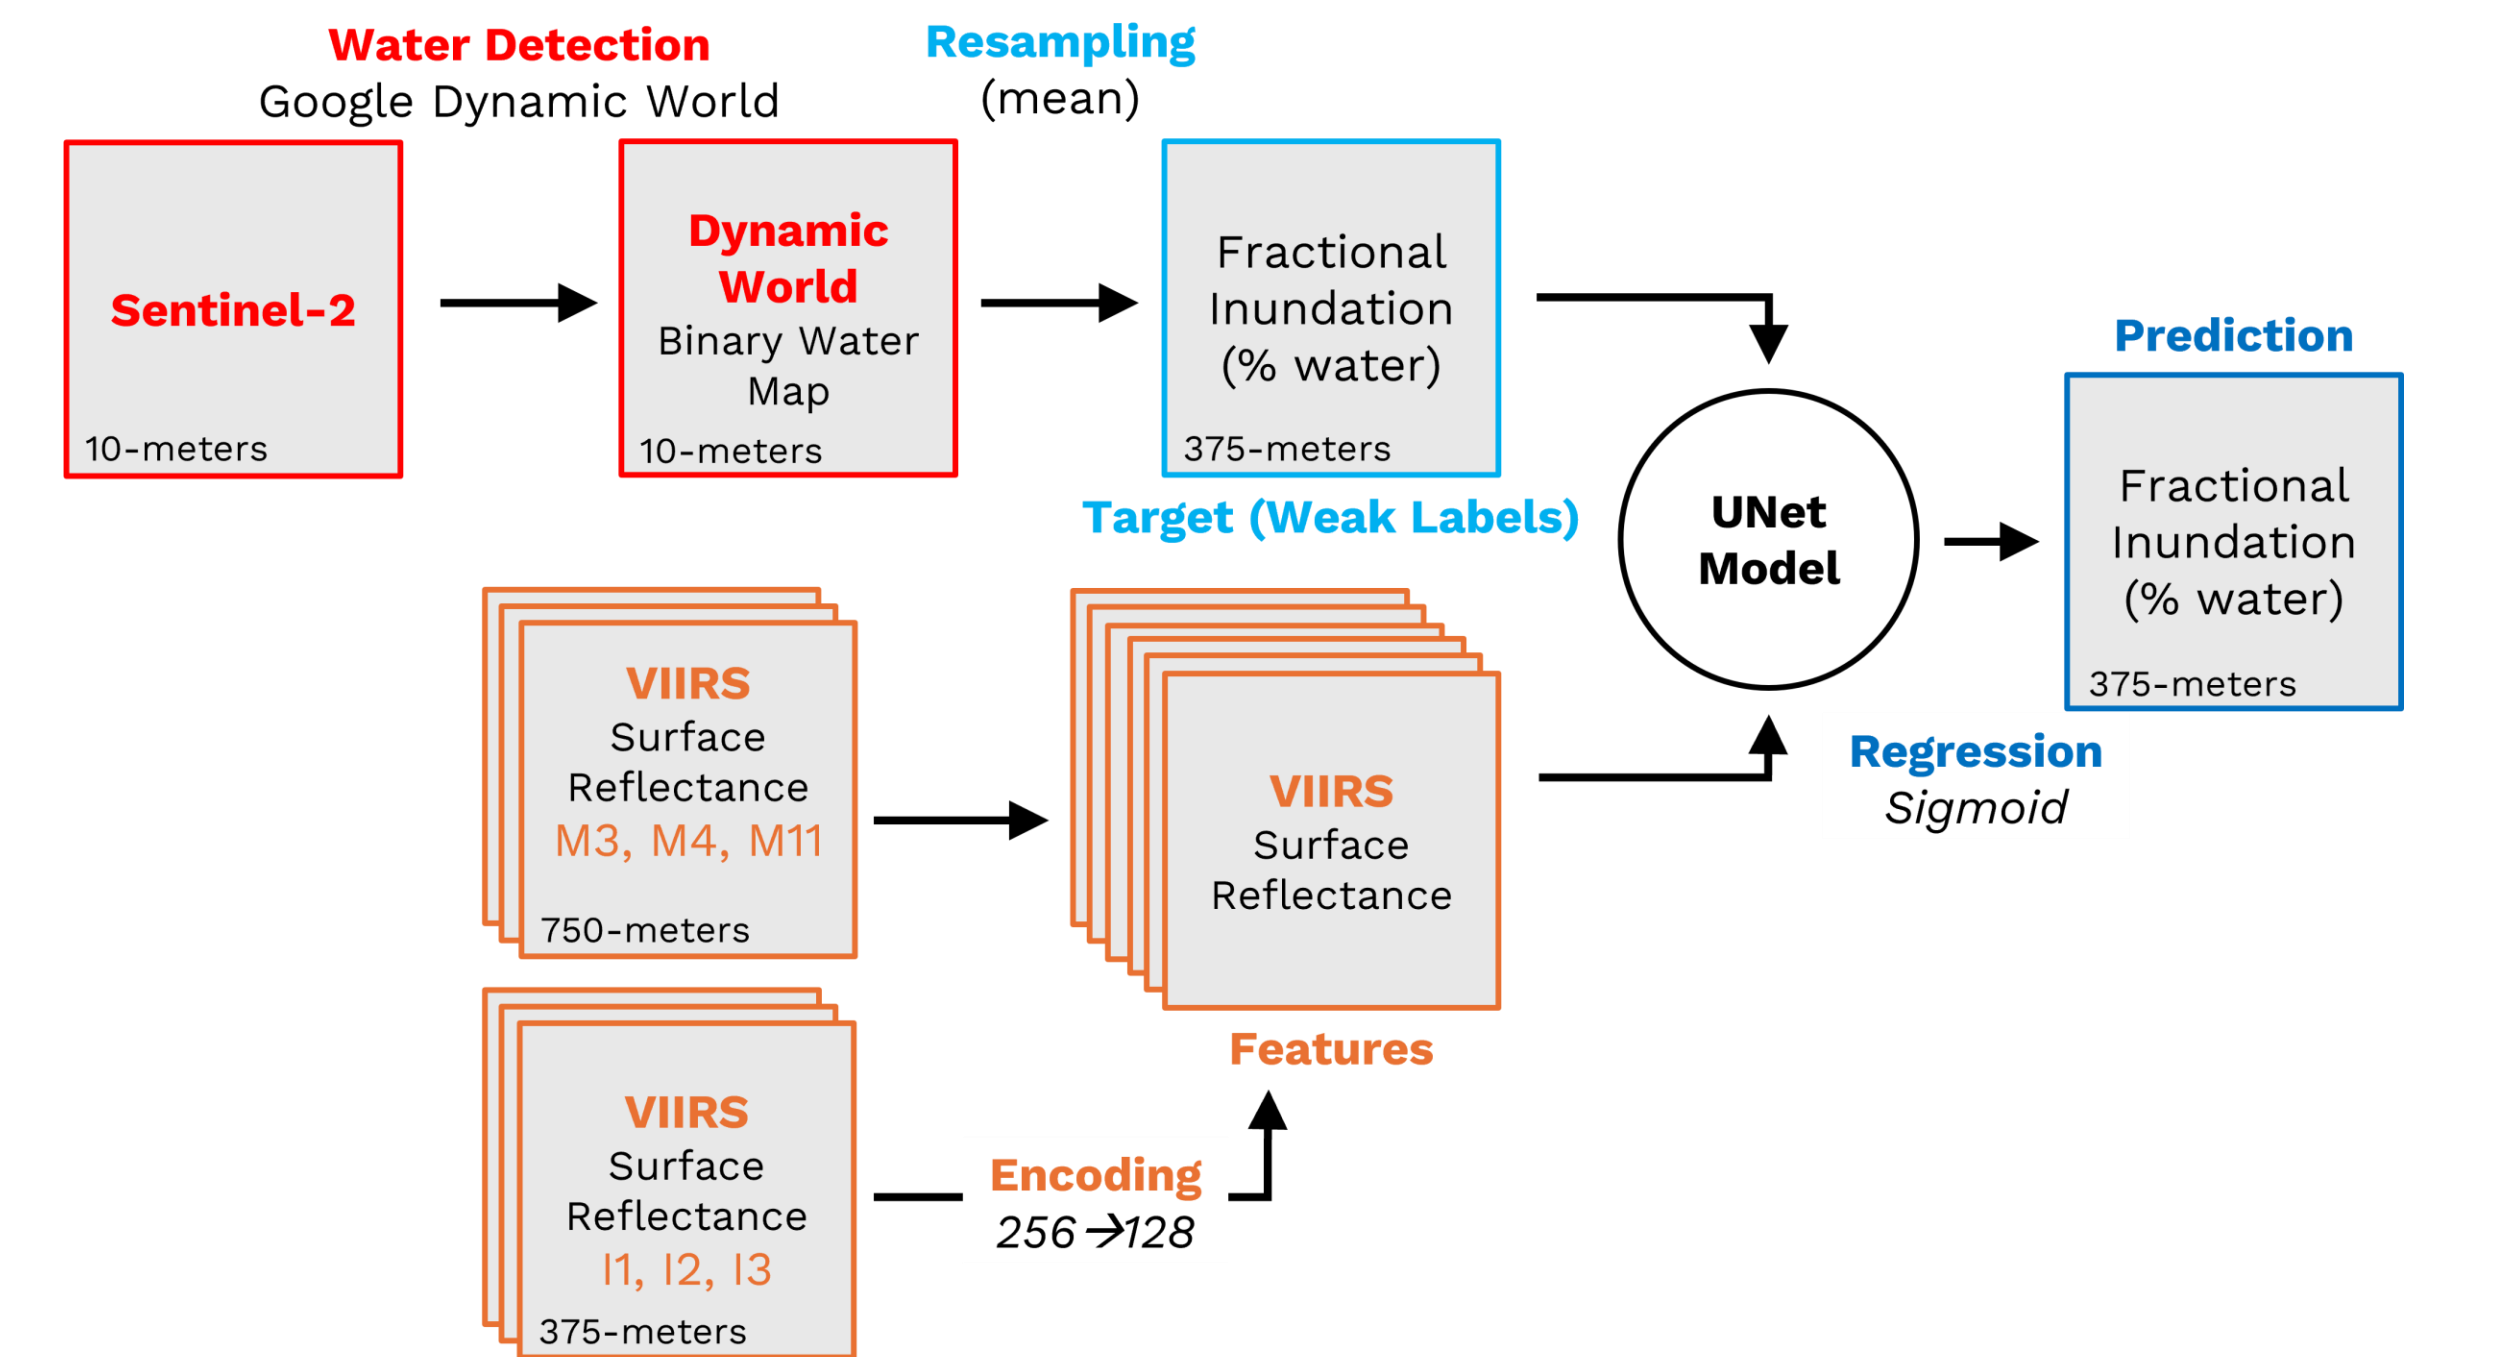 Water Detection
Google Dynamic World
Resampling
(mean)
Sentinel-2
10-meters
Dynamic
World
Binary Water
Map
10-meters
Fractional
Inundation
(% water)
375-meters
Target (Weak Labels)
VIIRS
Surface
Reflectance
M3, M4, M11
750-meters
VIIRS
Surface
Reflectance
I1, I2, I3
375-meters
Encoding
256→128
VIIRS
Surface
Reflectance
Features
UNet
Model
Regression
Sigmoid
Prediction
Fractional
Inundation
(% water)
375-meters